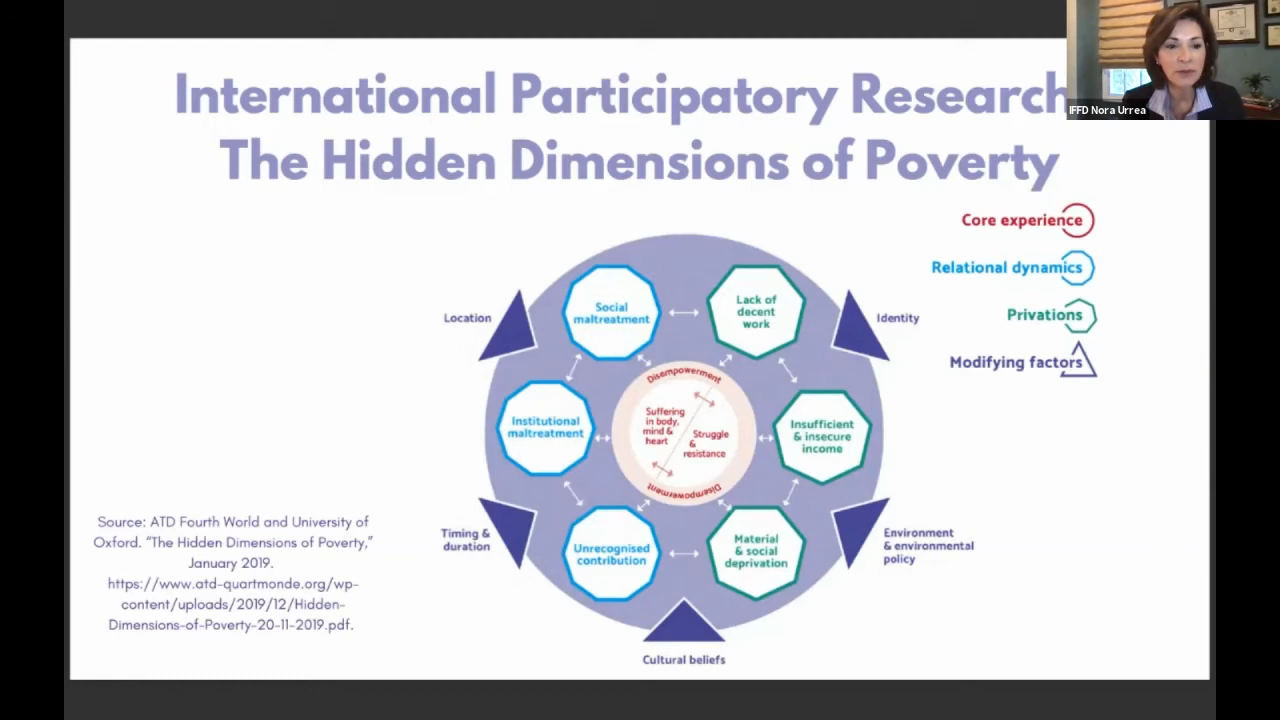 International Participatory Research
The Hidden Dimensions of Poverty
IFFD Nora Urrea
Core experience
Relational dynamics
Privations
Modifying factors
Location
Identity
Timing &
duration
Environment
& environmental
policy
Cultural beliefs
Social
maltreatment
Lack of
decent
work
Institutional
maltreatment
Insufficient
& insecure
income
Unrecognised
contribution
Material
& social
deprivation
Disempowerment
Suffering
in body,
mind &
heart
Struggle
&
resistance
Disempowerment
Source: ATD Fourth World and University of
Oxford. “The Hidden Dimensions of Poverty,”
January 2019.
https://www.atd-quartmonde.org/wp-
content/uploads/2019/12/Hidden-
Dimensions-of-Poverty-20-11-2019.pdf.